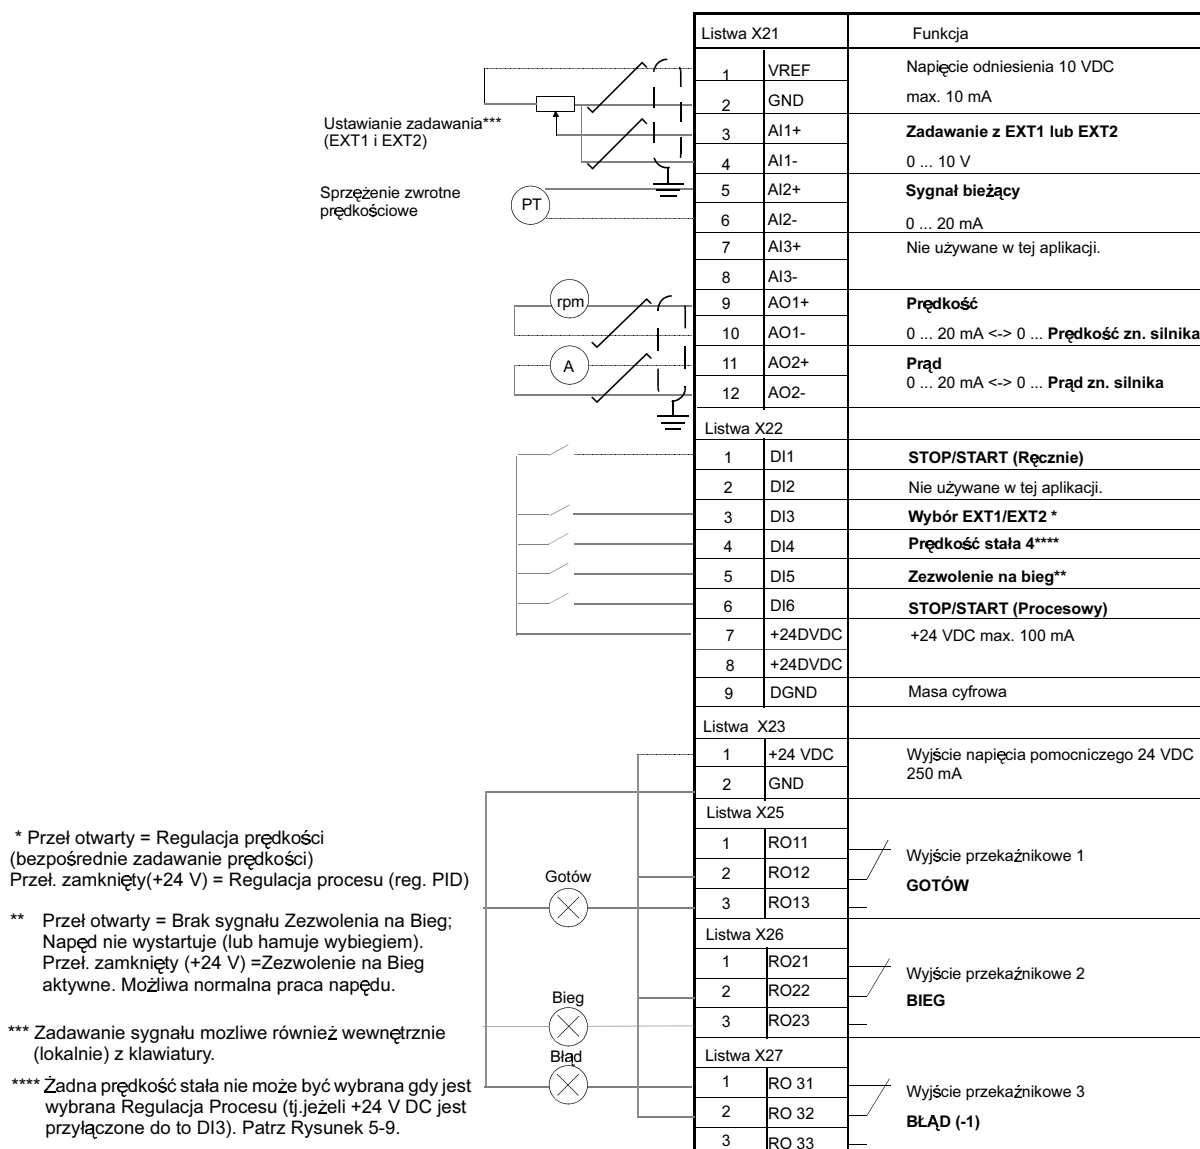 Listwa X21 Funkcja
1 VREF Napięcie odniesienia 10 VDC
2 GND max. 10 mA
Ustawianie zadawania***
(EXT1 i EXT2)
3 AI1+ Zadawanie z EXT1 lub EXT2
4 AI1- 0 ... 10 V
Sprzężenie zwrotne
prędkościowe
PT
5 AI2+ Sygnał bieżący
6 AI2- 0 ... 20 mA
7 AI3+ Nie używane w tej aplikacji.
8 AI3-
rpm
9 AO1+ Prędkość
10 AO1- 0 ... 20 mA <-> 0 ... Prędkość zn. silnika
A
11 AO2+ Prąd
12 AO2- 0 ... 20 mA <-> 0 ... Prąd zn. silnika
Listwa X22
1 DI1 STOP/START (Ręcznie)
2 DI2 Nie używane w tej aplikacji.
3 DI3 Wybór EXT1/EXT2 *
4 DI4 Prędkość stała 4****
5 DI5 Zezwolenie na bieg**
6 DI6 STOP/START (Procesowy)
7 +24DVDC +24 VDC max. 100 mA
8 +24DVDC
9 DGND Masa cyfrowa
Listwa X23
1 +24 VDC Wyjście napięcia pomocniczego 24 VDC
2 GND 250 mA
Listwa X25
1 RO11 Wyjście przekaźnikowe 1
2 RO12 GOTÓW
3 RO13
Gotów
Listwa X26
1 RO21 Wyjście przekaźnikowe 2
2 RO22 BIEG
3 RO23
Bieg
Listwa X27
Błąd
1 RO 31 Wyjście przekaźnikowe 3
2 RO 32 BŁĄD (-1)
3 RO 33
* Przeł otwarty = Regulacja prędkości
(bezpośrednie zadawanie prędkości)
Przeł. zamknięty(+24 V) = Regulacja procesu (reg. PID)
** Przeł otwarty = Brak sygnału Zezwolenia na Bieg;
Napęd nie wystartuje (lub hamuje wybiegiem).
Przeł. zamknięty (+24 V) =Zezwolenie na Bieg
aktywne. Możliwa normalna praca napędu.
*** Zadawanie sygnału mozliwe również wewnętrznie
(lokalnie) z klawiatury.
**** Żadna prędkość stała nie może być wybrana gdy jest
wybrana Regulacja Procesu (tj.jeżeli +24 V DC jest
przyłączone do to DI3). Patrz Rysunek 5-9.